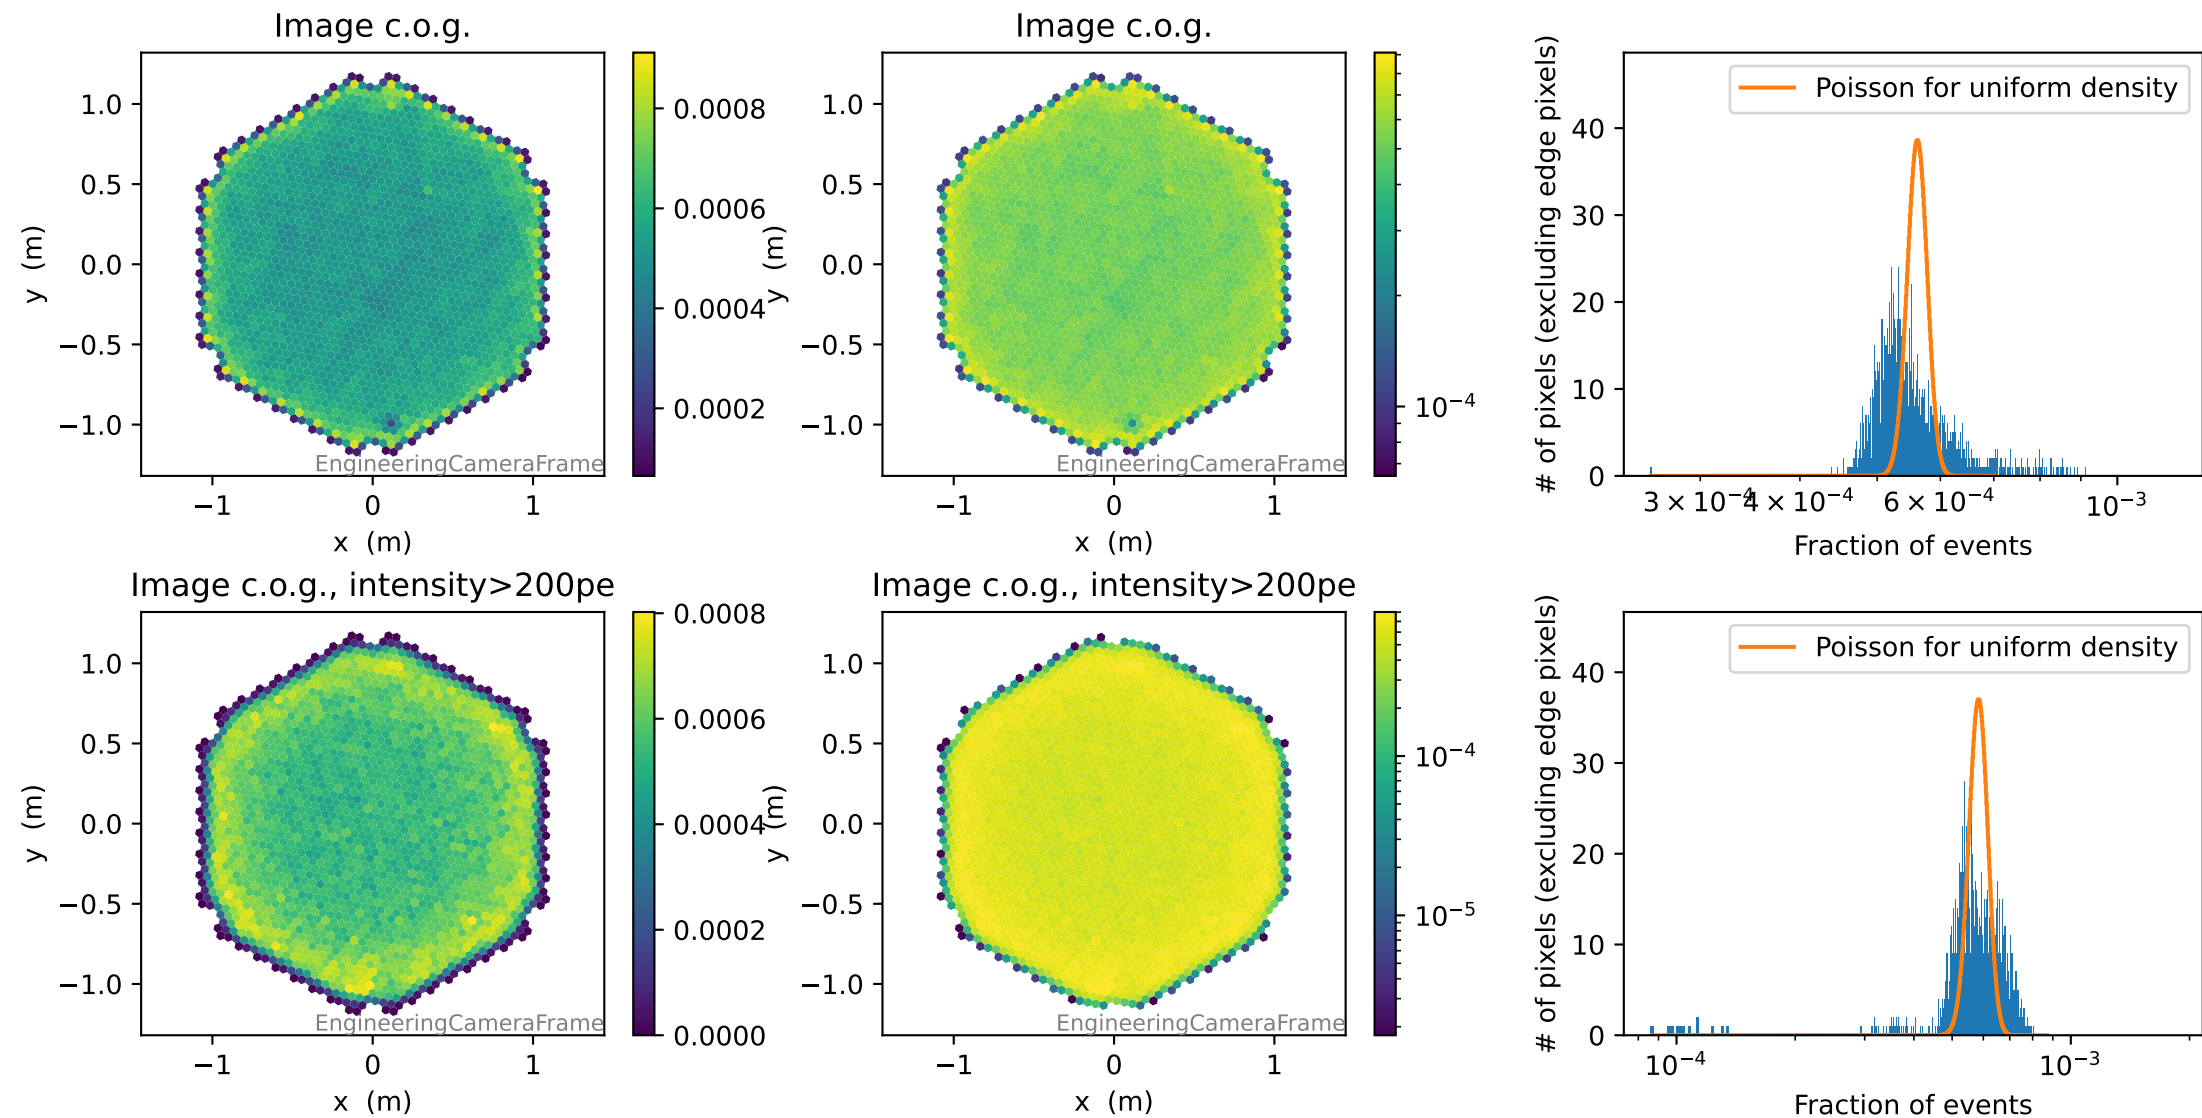 Image c.o.g.
1.0
0.5
0.0
−0.5
−1.0
y (m)
−1
0
1
x (m)
EngineeringCameraFrame
0.0008
0.0006
0.0004
0.0002
Image c.o.g.
1.0
0.5
0.0
−0.5
−1.0
y (m)
−1
0
1
x (m)
EngineeringCameraFrame
10⁻⁴
# of pixels (excluding edge pixels)
40
30
20
10
0
Poisson for uniform density
3 × 10⁻⁴
4 × 10⁻⁴
6 × 10⁻⁴
10⁻³
Fraction of events
Image c.o.g., intensity>200pe
1.0
0.5
0.0
−0.5
−1.0
y (m)
−1
0
1
x (m)
EngineeringCameraFrame
0.0008
0.0006
0.0004
0.0002
0.0000
Image c.o.g., intensity>200pe
1.0
0.5
0.0
−0.5
−1.0
y (m)
−1
0
1
x (m)
EngineeringCameraFrame
10⁻⁴
10⁻⁵
# of pixels (excluding edge pixels)
40
30
20
10
0
Poisson for uniform density
10⁻⁴
10⁻³
Fraction of events